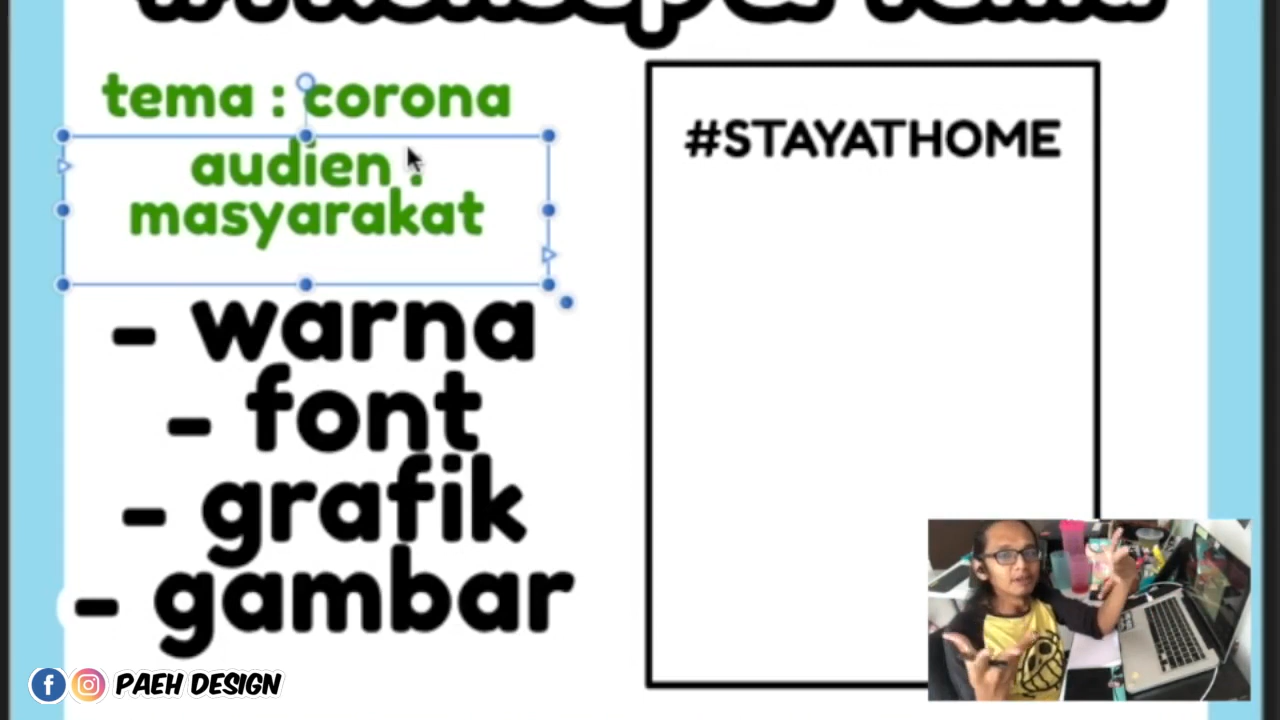 tema : corona
audien :
masyarakat
- warna
- font
- grafik
- gambar
#STAYATHOME
PAEH DESIGN